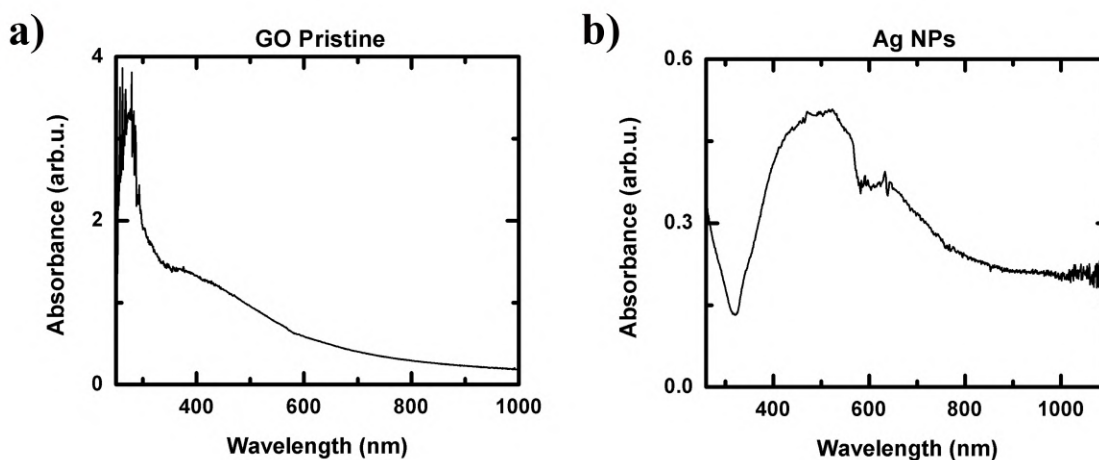 a)
GO Pristine
4
2
0
Absorbance (arb.u.)
400
600
800
1000
Wavelength (nm)
b)
Ag NPs
0.6
0.3
0.0
Absorbance (arb.u.)
400
600
800
1000
Wavelength (nm)